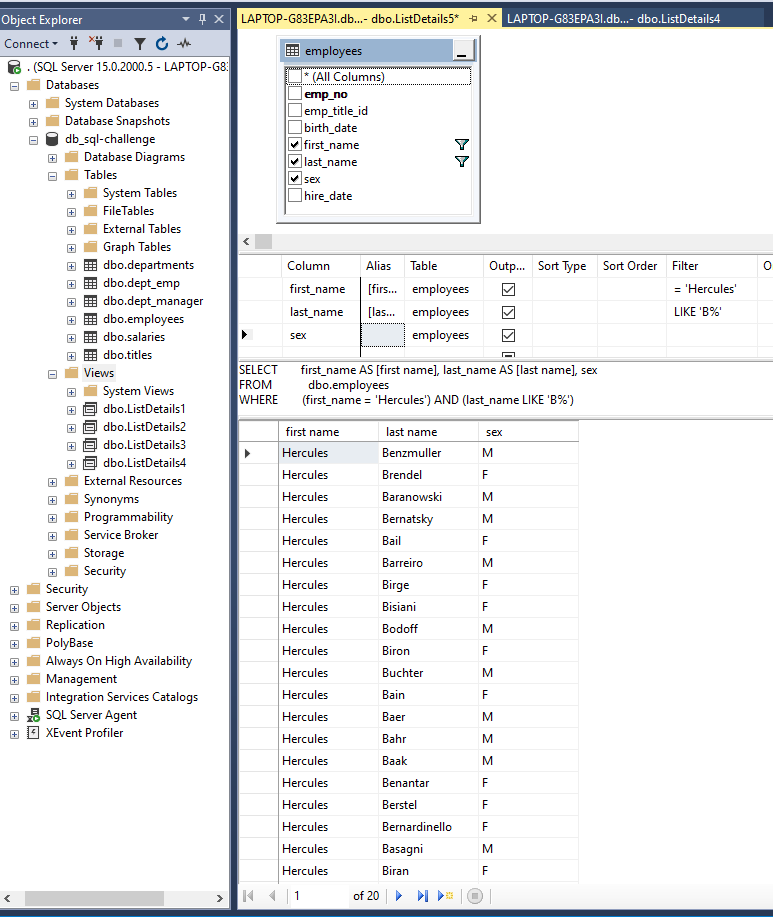 Object Explorer
Connect
. (SQL Server 15.0.2000.5 - LAPTOP-G83
Databases
System Databases
Database Snapshots
db_sql-challenge
Database Diagrams
Tables
System Tables
FileTables
External Tables
Graph Tables
dbo.departments
dbo.dept_emp
dbo.dept_manager
dbo.employees
dbo.salaries
dbo.titles
Views
System Views
dbo.ListDetails1
dbo.ListDetails2
dbo.ListDetails3
dbo.ListDetails4
External Resources
Synonyms
Programmability
Service Broker
Storage
Security
Security
Server Objects
Replication
PolyBase
Always On High Availability
Management
Integration Services Catalogs
SQL Server Agent
XEvent Profiler
LAPTOP-G83EPA3I.db...- dbo.ListDetails5* LAPTOP-G83EPA3I.db...- dbo.ListDetails4
employees
* (All Columns)
emp_no
emp_title_id
birth_date
first_name
last_name
sex
hire_date
Column Alias Table Outp... Sort Type Sort Order Filter O
first_name [firs... employees = 'Hercules'
last_name [las... employees LIKE 'B%'
sex employees
SELECT first_name AS [first name], last_name AS [last name], sex
FROM dbo.employees
WHERE (first_name = 'Hercules') AND (last_name LIKE 'B%')
first name last name sex
Hercules Benzmuller M
Hercules Brendel F
Hercules Baranowski M
Hercules Bernatsky M
Hercules Bail F
Hercules Barreiro M
Hercules Birge F
Hercules Bisiani F
Hercules Bodoff M
Hercules Biron F
Hercules Buchter M
Hercules Bain F
Hercules Baer M
Hercules Bahr M
Hercules Baak M
Hercules Benantar F
Hercules Berstel F
Hercules Bernardinello F
Hercules Basagni M
Hercules Biran F
1 of 20